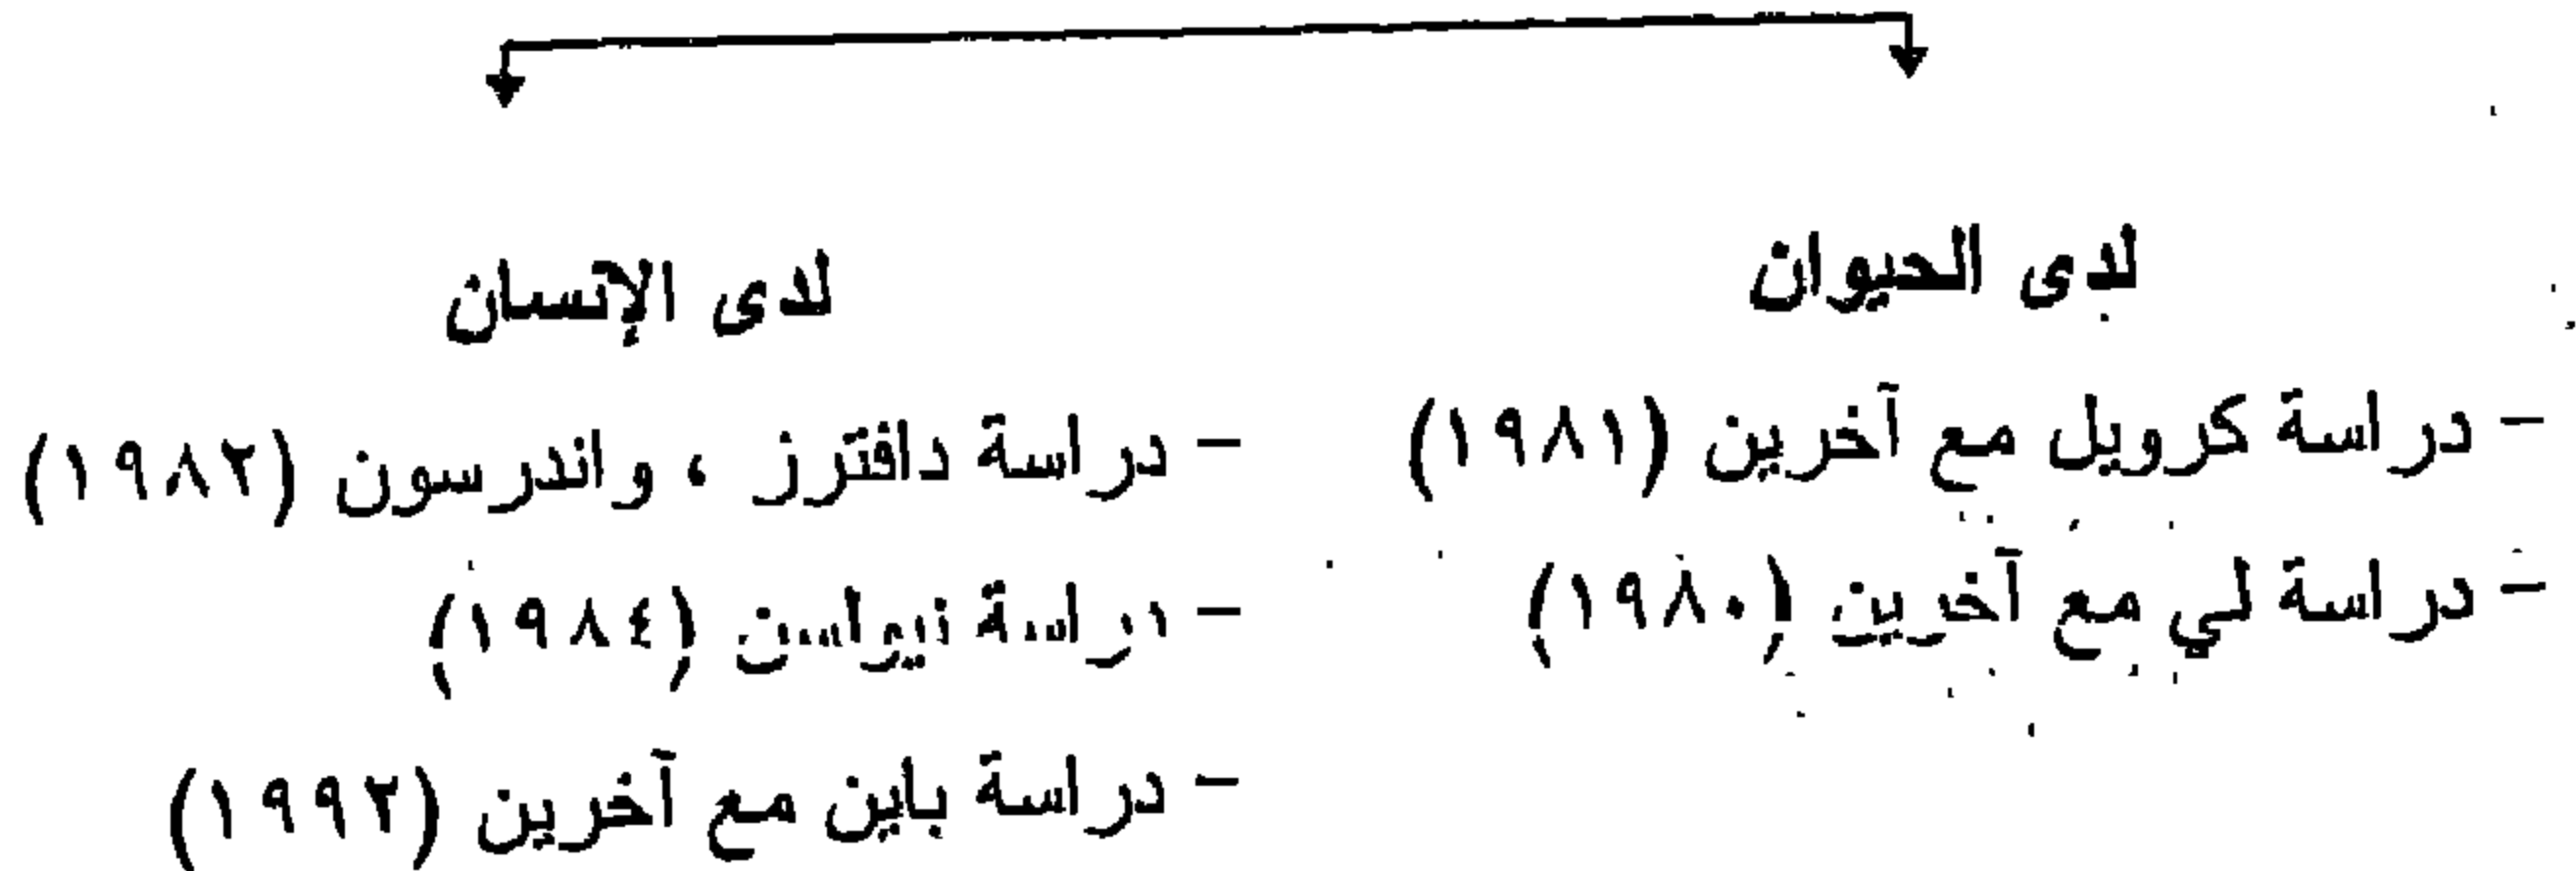 لدى الحيوان
- دراسة كرويل مع آخرين (١٩٨١)
- دراسة لي مع آخرين (١٩٨٠)
لدى الإنسان
- دراسة دافترز ، واندرسون (١٩٨٢)
- دراسة (١٩٨٤)
- دراسة باين مع آخرين (١٩٩٢)